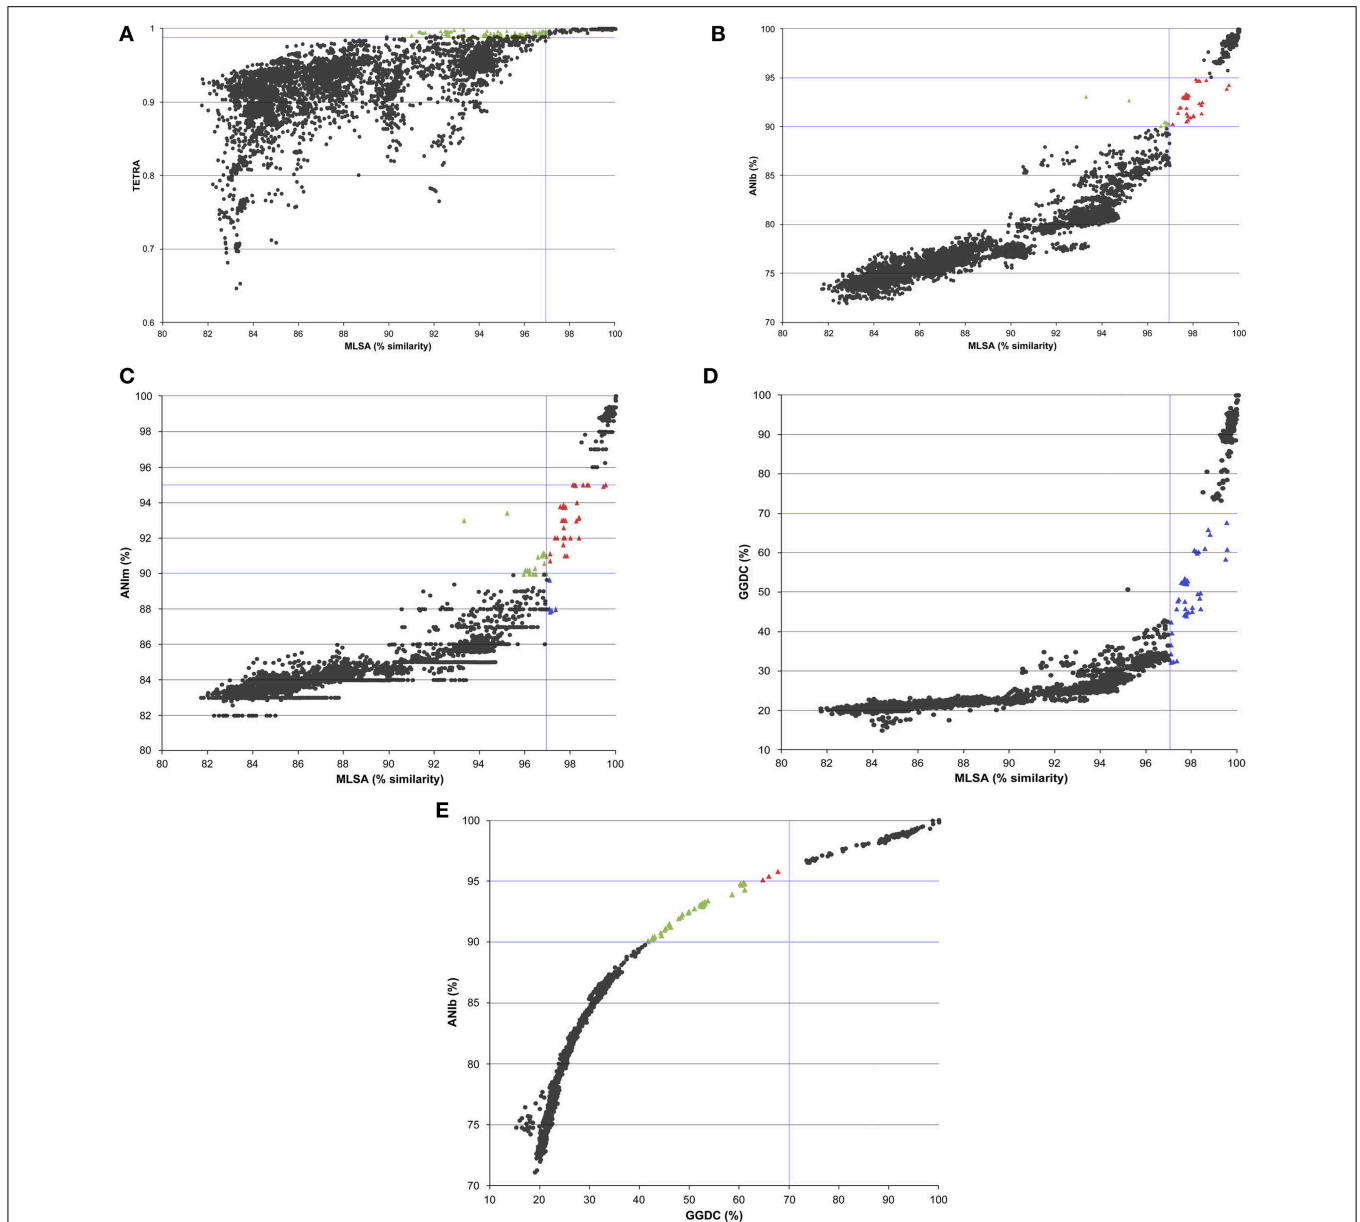 A
1
0.9
0.8
0.7
0.6
TETRA
80 82 84 86 88 90 92 94 96 98 100
MLSA (% similarity)
B
100
95
90
85
80
75
70
ANIb (%)
80 82 84 86 88 90 92 94 96 98 100
MLSA (% similarity)
C
100
98
96
94
92
90
88
86
84
82
80
ANIm (%)
80 82 84 86 88 90 92 94 96 98 100
MLSA (% similarity)
D
100
90
80
70
60
50
40
30
20
10
GGDC (%)
80 82 84 86 88 90 92 94 96 98 100
MLSA (% similarity)
E
100
95
90
85
80
75
70
ANIb (%)
10 20 30 40 50 60 70 80 90 100
GGDC (%)